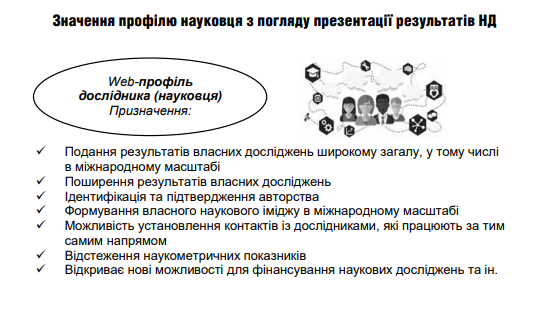 Значення профілю науковця з погляду презентації результатів НД
Web-профіль
дослідника (науковця)
Призначення:
✓ Подання результатів власних досліджень широкому загалу, у тому числі
в міжнародному масштабі
✓ Поширення результатів власних досліджень
✓ Ідентифікація та підтвердження авторства
✓ Формування власного наукового іміджу в міжнародному масштабі
✓ Можливість установлення контактів із дослідниками, які працюють за тим
самим напрямом
✓ Відстеження наукометричних показників
✓ Відкриває нові можливості для фінансування наукових досліджень та ін.